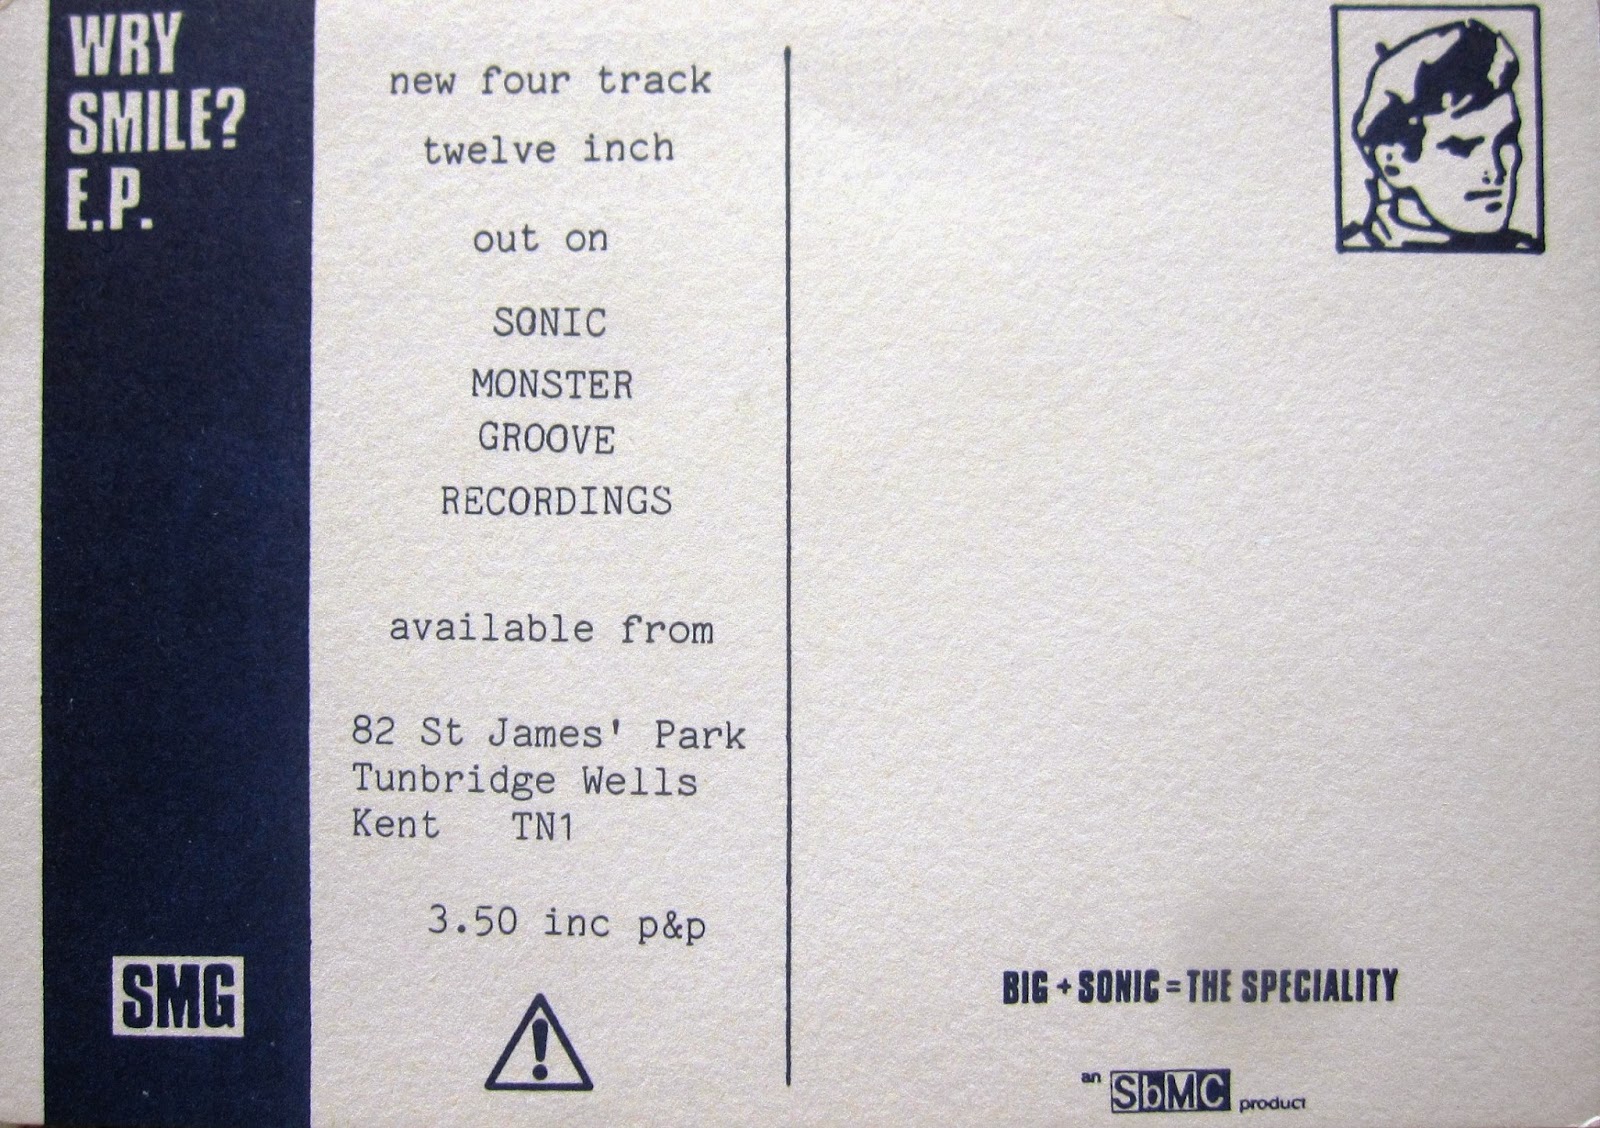 WRY
SMILE?
E.P.
SMG
new four track
twelve inch
out on
SONIC
MONSTER
GROOVE
RECORDINGS
available from
82 St James' Park
Tunbridge Wells
Kent TN1
3.50 inc p&p
!
BIG + SONIC = THE SPECIALITY
an SbMC product